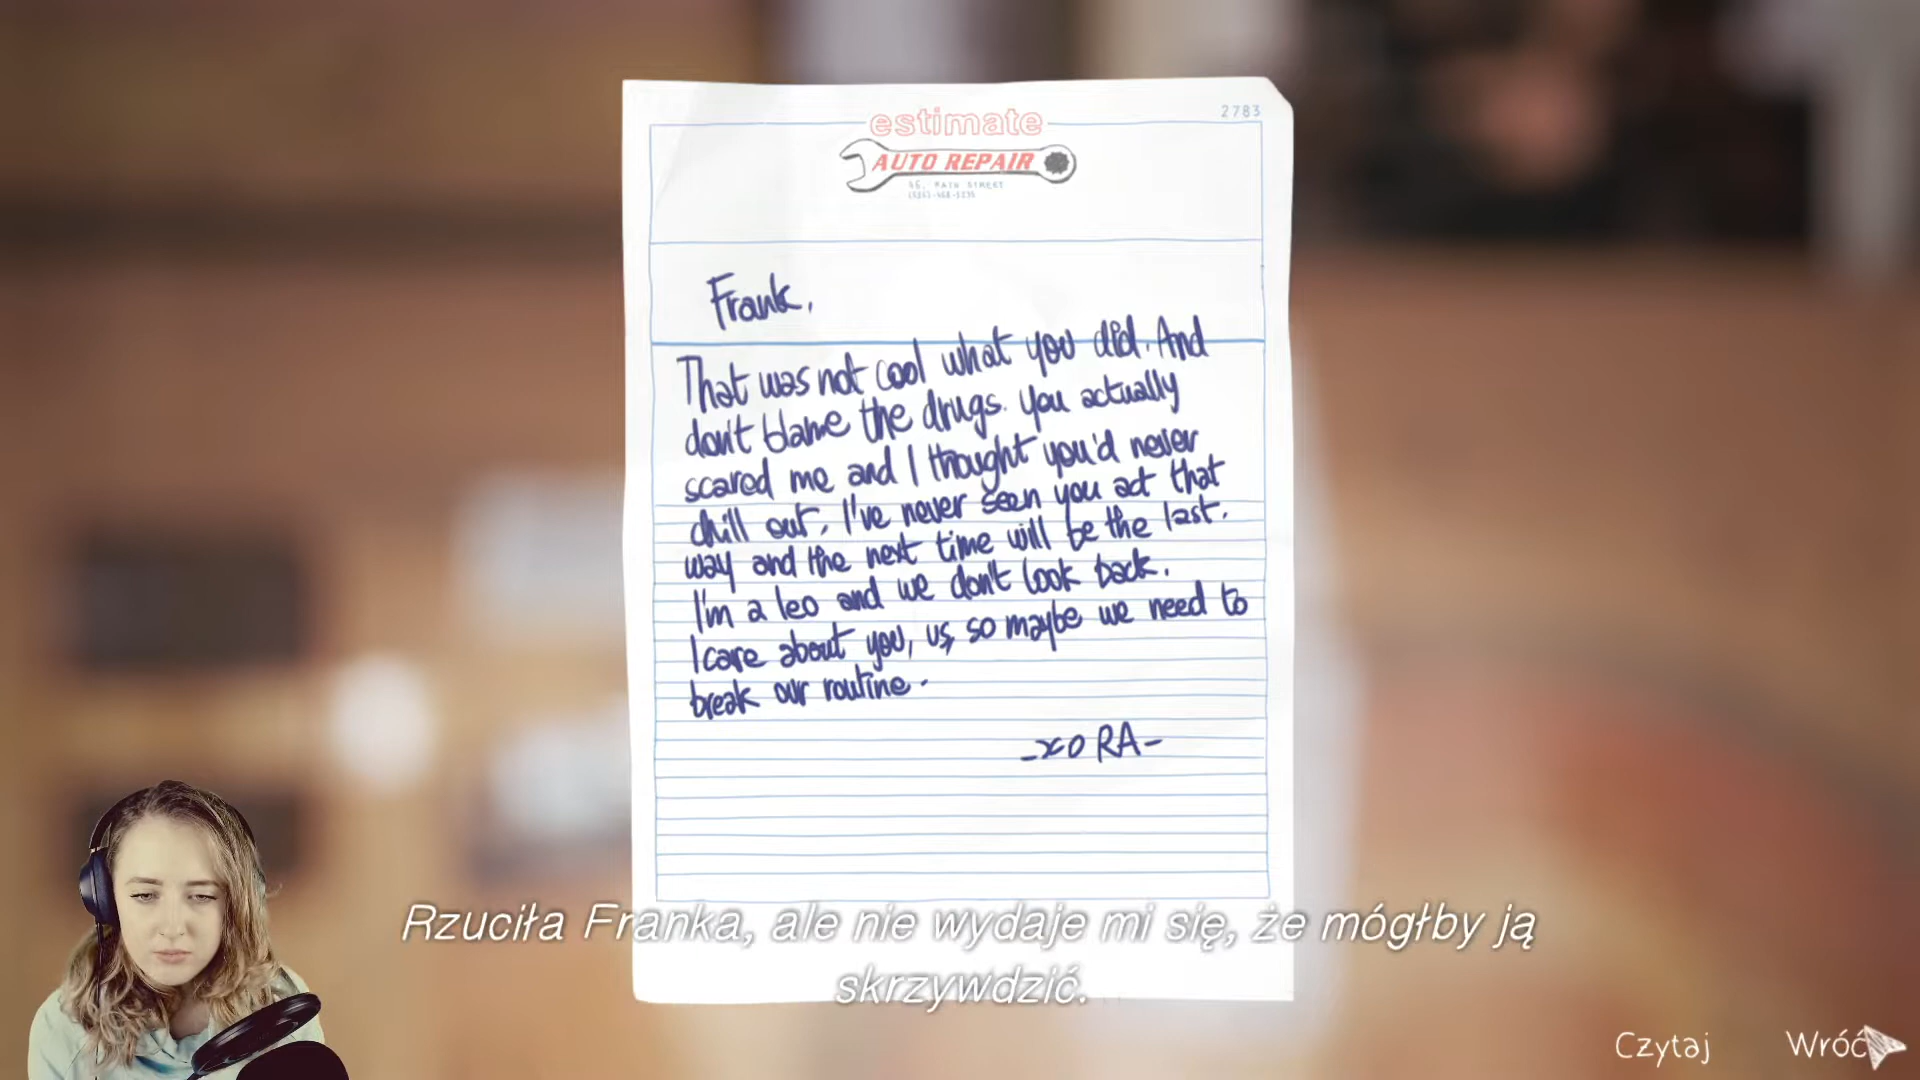 2783
estimate
AUTO REPAIR
Frank,
That was not cool what you did. And
don't blame the drugs. You actually
scared me and I thought you'd never
chill out. I've never seen you act that
way and the next time will be the last.
I'm a leo and we don't look back.
I care about you, us, so maybe we need to
break our routine.
-xo RA-
Rzuciła Franka, ale nie wydaje mi się, że mógłby ją
skrzywdzić.
Czytaj
Wróć